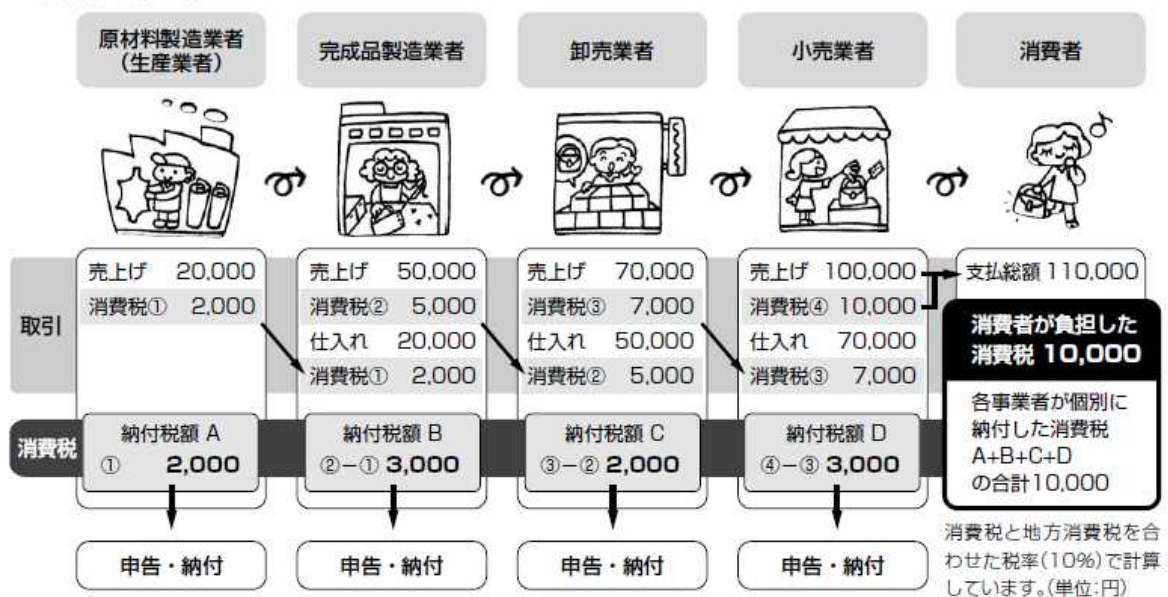 原材料製造業者
(生産業者)
完成品製造業者
卸売業者
小売業者
消費者
取引
売上げ 20,000
消費税① 2,000
売上げ 50,000
消費税② 5,000
仕入れ 20,000
消費税① 2,000
売上げ 70,000
消費税③ 7,000
仕入れ 50,000
消費税② 5,000
売上げ 100,000
消費税④ 10,000
仕入れ 70,000
消費税③ 7,000
支払総額 110,000
消費者が負担した
消費税 10,000
各事業者が個別に
納付した消費税
A+B+C+D
の合計10,000
消費税
納付税額 A
① 2,000
納付税額 B
②－① 3,000
納付税額 C
③－② 2,000
納付税額 D
④－③ 3,000
申告・納付
申告・納付
申告・納付
申告・納付
消費税と地方消費税を合
わせた税率(10%)で計算
しています。(単位:円)